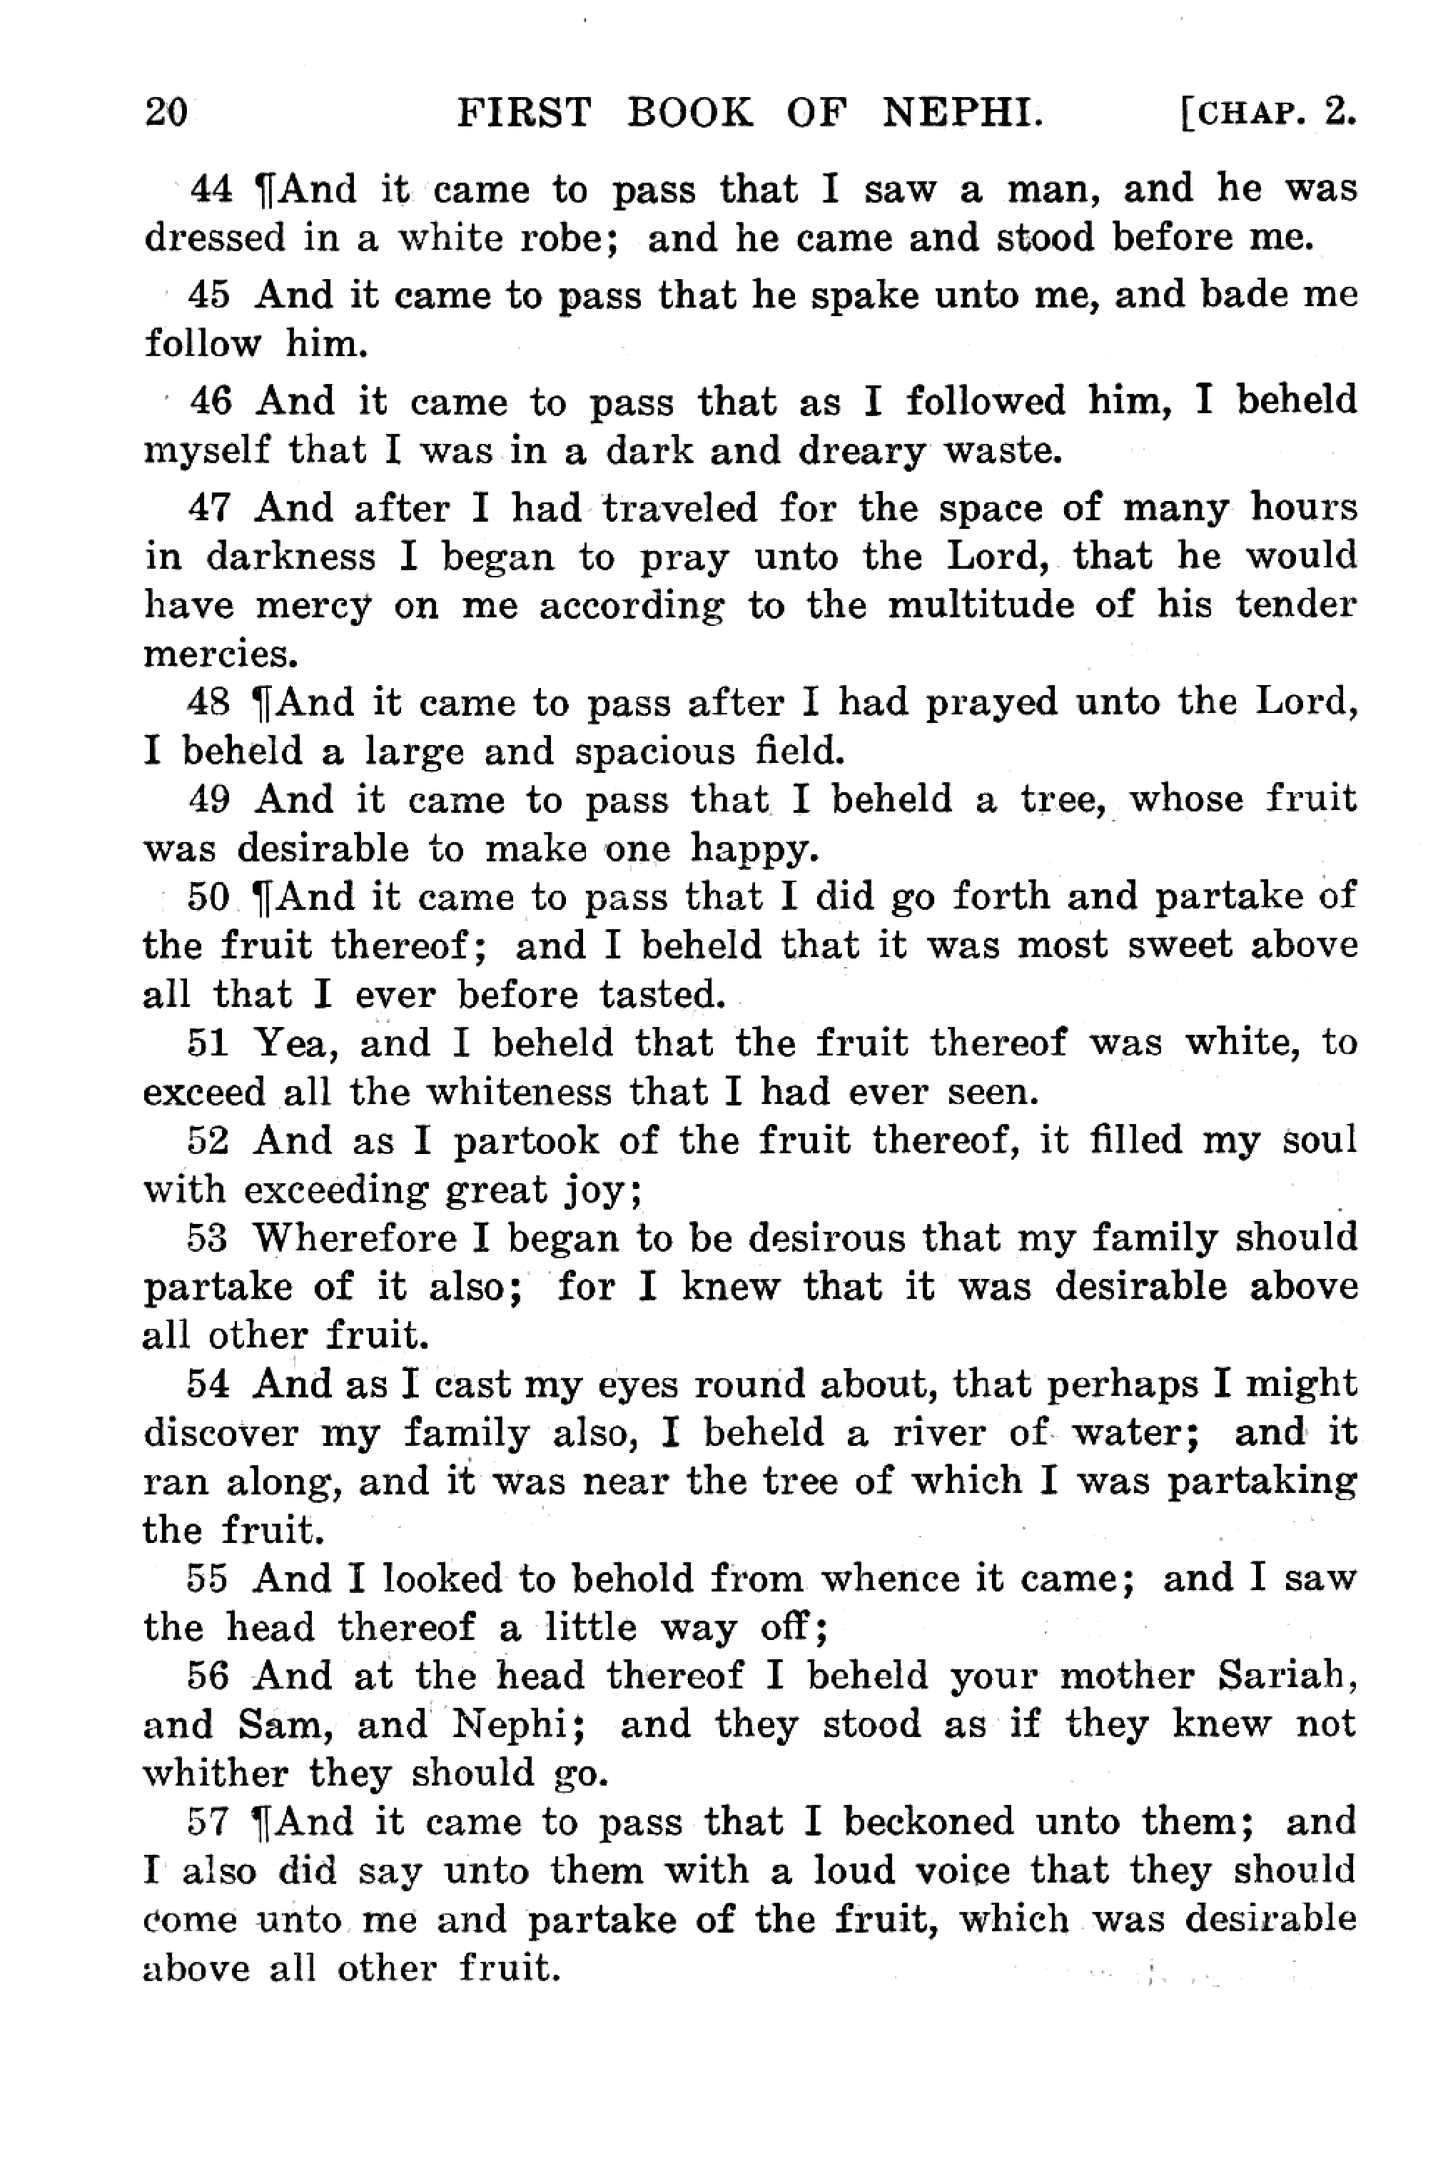 20 FIRST BOOK OF NEPHI. [CHAP. 2.
44 ¶And it came to pass that I saw a man, and he was
dressed in a white robe; and he came and stood before me.
45 And it came to pass that he spake unto me, and bade me
follow him.
46 And it came to pass that as I followed him, I beheld
myself that I was in a dark and dreary waste.
47 And after I had traveled for the space of many hours
in darkness I began to pray unto the Lord, that he would
have mercy on me according to the multitude of his tender
mercies.
48 ¶And it came to pass after I had prayed unto the Lord,
I beheld a large and spacious field.
49 And it came to pass that I beheld a tree, whose fruit
was desirable to make one happy.
50 ¶And it came to pass that I did go forth and partake of
the fruit thereof; and I beheld that it was most sweet above
all that I ever before tasted.
51 Yea, and I beheld that the fruit thereof was white, to
exceed all the whiteness that I had ever seen.
52 And as I partook of the fruit thereof, it filled my soul
with exceeding great joy;
53 Wherefore I began to be desirous that my family should
partake of it also; for I knew that it was desirable above
all other fruit.
54 And as I cast my eyes round about, that perhaps I might
discover my family also, I beheld a river of water; and it
ran along, and it was near the tree of which I was partaking
the fruit.
55 And I looked to behold from whence it came; and I saw
the head thereof a little way off;
56 And at the head thereof I beheld your mother Sariah,
and Sam, and Nephi; and they stood as if they knew not
whither they should go.
57 ¶And it came to pass that I beckoned unto them; and
I also did say unto them with a loud voice that they should
come unto me and partake of the fruit, which was desirable
above all other fruit.